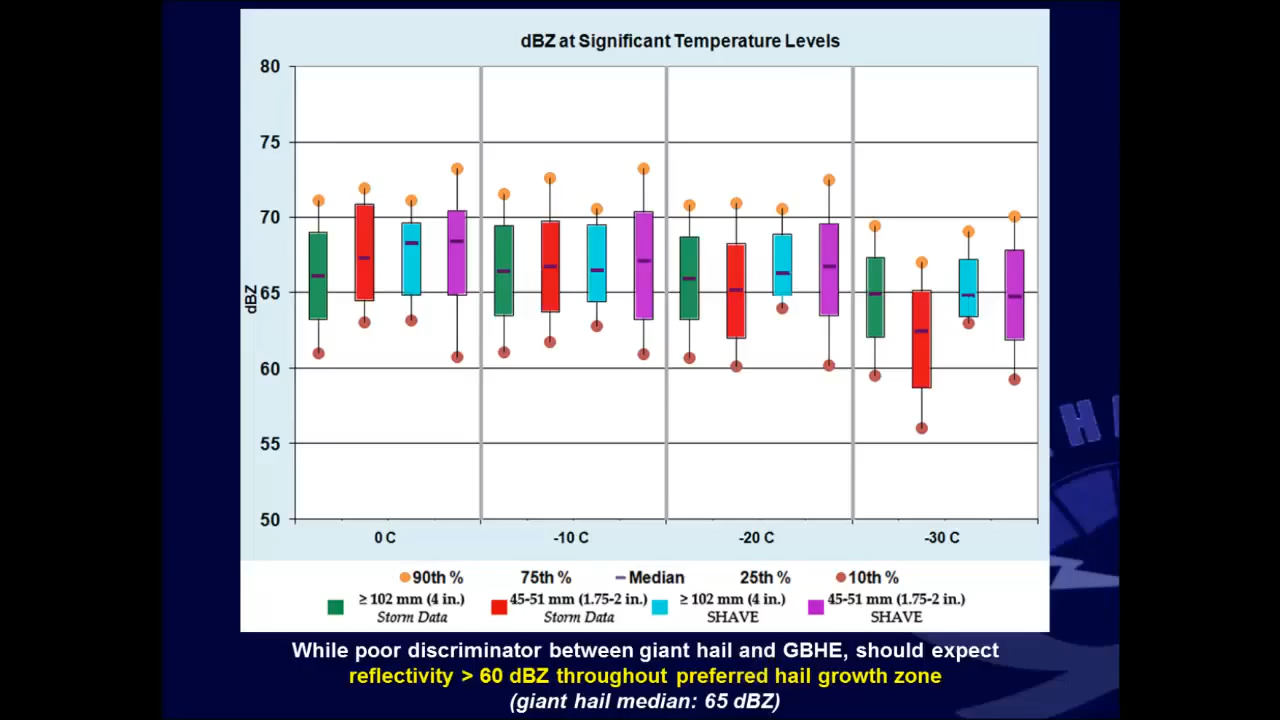 dBZ at Significant Temperature Levels
80
75
70
65
60
55
50
dBZ
0 C
-10 C
-20 C
-30 C
90th %
75th %
Median
25th %
10th %
≥ 102 mm (4 in.)
Storm Data
45-51 mm (1.75-2 in.)
Storm Data
≥ 102 mm (4 in.)
SHAVE
45-51 mm (1.75-2 in.)
SHAVE
While poor discriminator between giant hail and GBHE, should expect
reflectivity > 60 dBZ throughout preferred hail growth zone
(giant hail median: 65 dBZ)